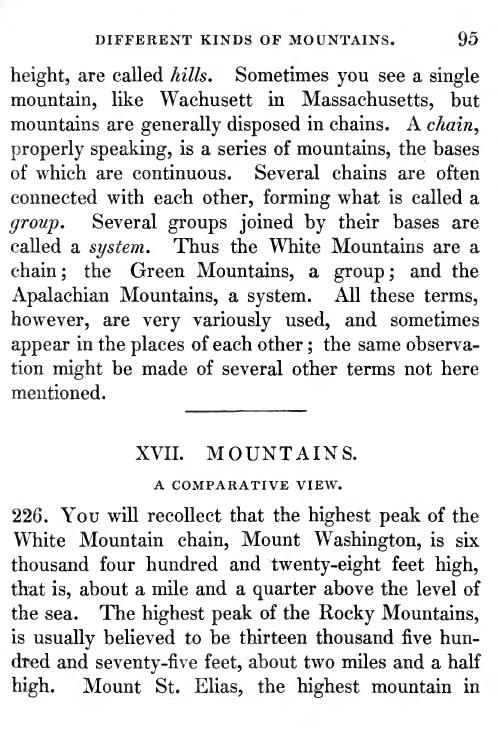 DIFFERENT KINDS OF MOUNTAINS. 95
height, are called hills. Sometimes you see a single
mountain, like Wachusett in Massachusetts, but
mountains are generally disposed in chains. A chain,
properly speaking, is a series of mountains, the bases
of which are continuous. Several chains are often
connected with each other, forming what is called a
group. Several groups joined by their bases are
called a system. Thus the White Mountains are a
chain; the Green Mountains, a group; and the
Apalachian Mountains, a system. All these terms,
however, are very variously used, and sometimes
appear in the places of each other; the same observa-
tion might be made of several other terms not here
mentioned.
XVII. MOUNTAINS.
A COMPARATIVE VIEW.
226. You will recollect that the highest peak of the
White Mountain chain, Mount Washington, is six
thousand four hundred and twenty-eight feet high,
that is, about a mile and a quarter above the level of
the sea. The highest peak of the Rocky Mountains,
is usually believed to be thirteen thousand five hun-
dred and seventy-five feet, about two miles and a half
high. Mount St. Elias, the highest mountain in